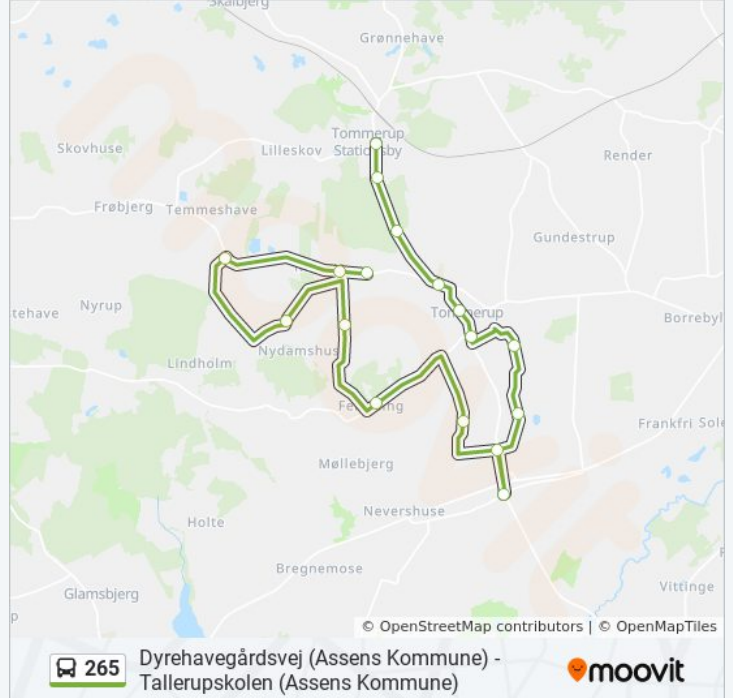 Skalbjerg
Grønnehave
Tommerup
Stationsby
Skovhuse
Lilleskov
Render
Frøbjerg
Temmeshave
Gundestrup
tehave
Nyrup
Tommerup
Borrebyl
Nydamshus
Lindholm
Frankfri
Sole
Møllebjerg
Nevershuse
Holte
Bregnemose
Vittinge
Glamsbjerg
© OpenStreetMap contributors | © OpenMapTiles
265
Dyrehavegårdsvej (Assens Kommune) -
Tallerupskolen (Assens Kommune)
moovit